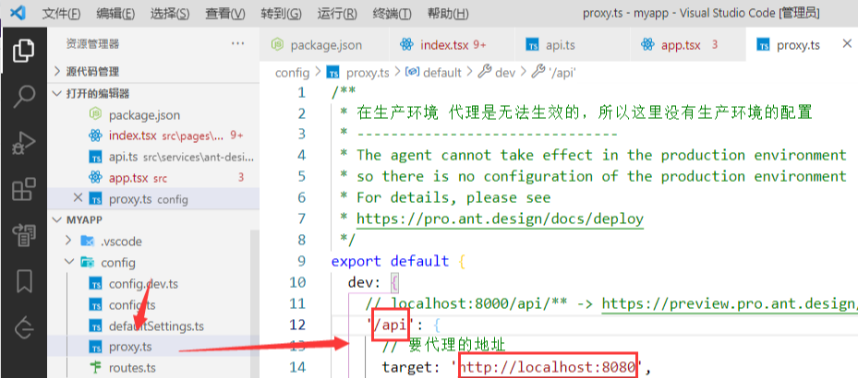 文件(F) 编辑(E) 选择(S) 查看(V) 转到(G) 运行(R) 终端(T) 帮助(H) proxy.ts - myapp - Visual Studio Code [管理员]
资源管理器 ···
源代码管理
打开的编辑器
package.json
index.tsx src\pages\... 9+
api.ts src\services\ant-desi...
app.tsx src 3
proxy.ts config
MYAPP
.vscode
config
config.dev.ts
config.ts
defaultSettings.ts
proxy.ts
routes.ts
package.json index.tsx 9+ api.ts app.tsx 3 proxy.ts
config > proxy.ts > default > dev > '/api'
1 /**
2 * 在生产环境 代理是无法生效的，所以这里没有生产环境的配置
3 * -------------------------------
4 * The agent cannot take effect in the production environment
5 * so there is no configuration of the production environment
6 * For details, please see
7 * https://pro.ant.design/docs/deploy
8 */
9 export default {
10 dev: {
11 // localhost:8000/api/** -> https://preview.pro.ant.design,
12 '/api': {
13 // 要代理的地址
14 target: 'http://localhost:8080',